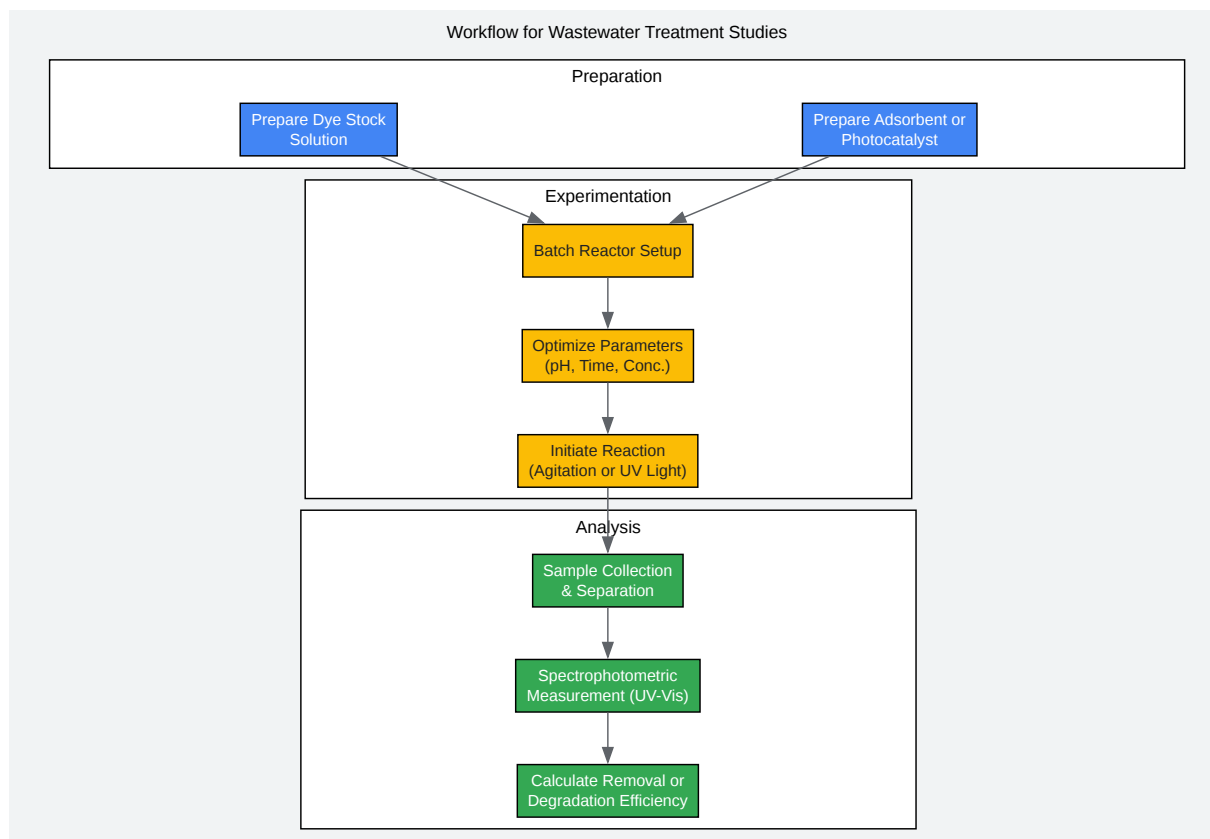 Workflow for Wastewater Treatment Studies
Preparation
Prepare Dye Stock
Solution
Prepare Adsorbent or
Photocatalyst
Experimentation
Batch Reactor Setup
Optimize Parameters
(pH, Time, Conc.)
Initiate Reaction
(Agitation or UV Light)
Analysis
Sample Collection
& Separation
Spectrophotometric
Measurement (UV-Vis)
Calculate Removal or
Degradation Efficiency